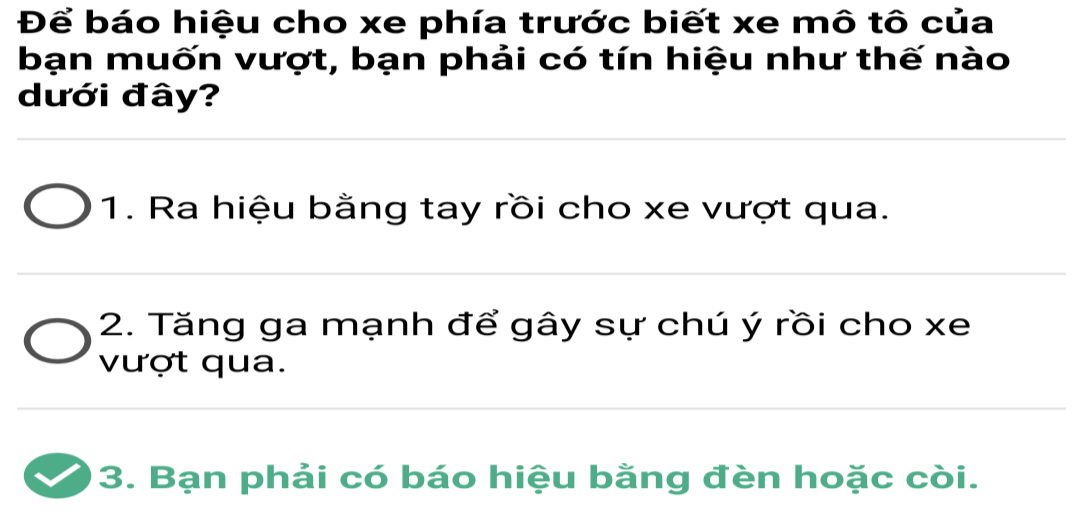 Để báo hiệu cho xe phía trước biết xe mô tô của
bạn muốn vượt, bạn phải có tín hiệu như thế nào
dưới đây?
1. Ra hiệu bằng tay rồi cho xe vượt qua.
2. Tăng ga mạnh để gây sự chú ý rồi cho xe
vượt qua.
3. Bạn phải có báo hiệu bằng đèn hoặc còi.